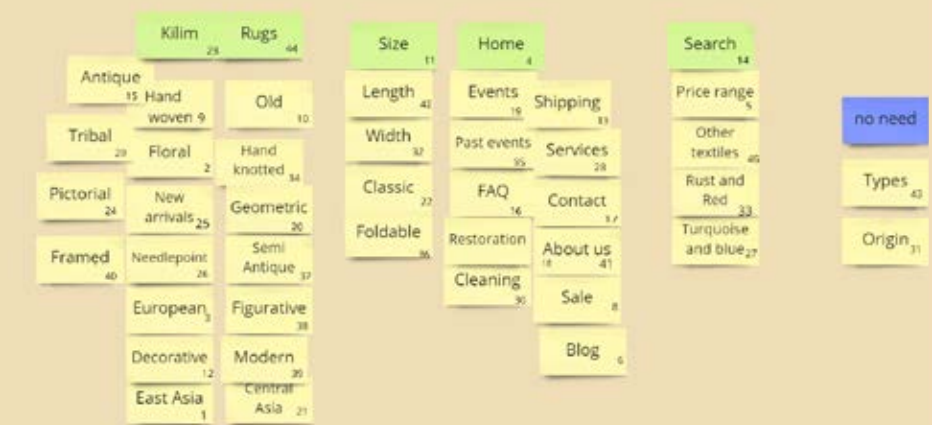 Kilim
23
Rugs
44
Antique
15
Hand
woven 9
Old
10
Tribal
Floral
2
Hand
knotted 34
Pictorial
24
New
arrivals 25
Geometric
20
Framed
40
Needlepoint
26
Semi
Antique 37
European 3
Figurative
38
Decorative
12
Modern
39
East Asia
1
Central
Asia 21
Size
11
Length
42
Width
32
Classic
22
Foldable
36
Home
4
Events
19
Shipping
13
Past events
35
Services
28
FAQ
16
Contact
17
Restoration
About us
18 41
Cleaning
30
Sale
8
Blog
6
Search
14
Price range
5
Other
textiles 45
Rust and
Red
33
Turquoise
and blue 27
no need
Types
43
Origin 31